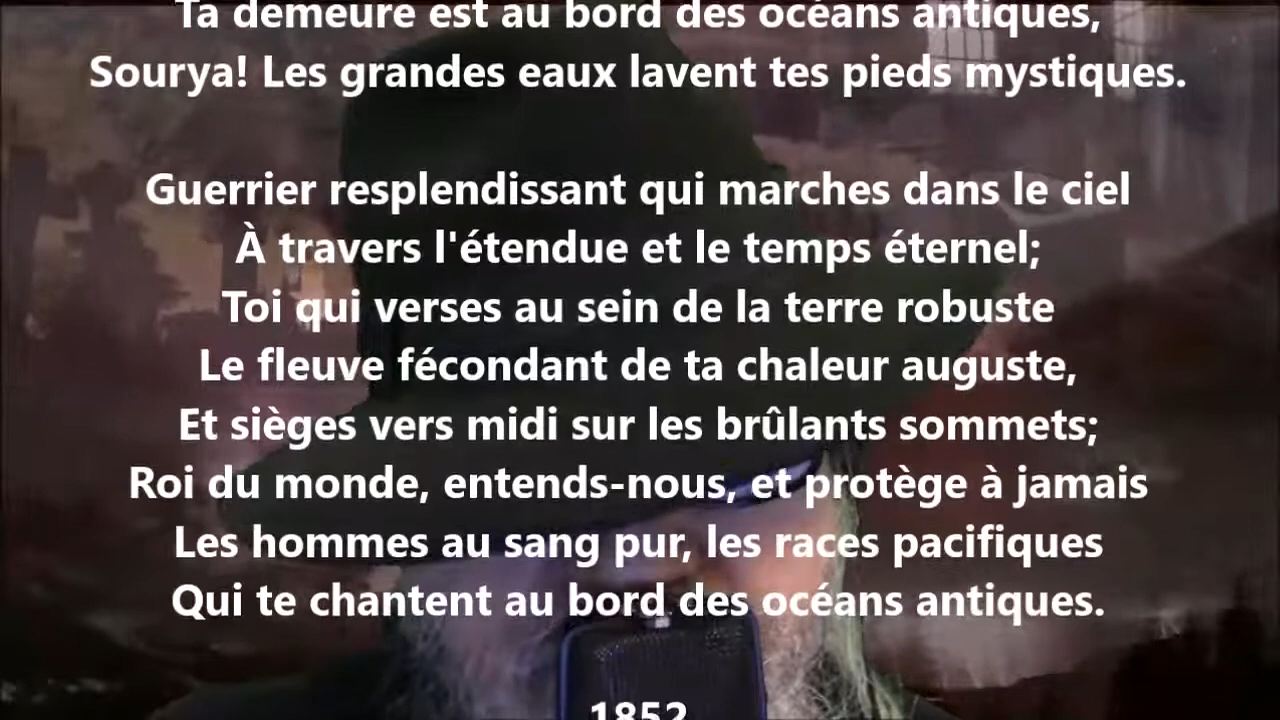 Ta demeure est au bord des océans antiques,
Sourya! Les grandes eaux lavent tes pieds mystiques.
Guerrier resplendissant qui marches dans le ciel
À travers l'étendue et le temps éternel;
Toi qui verses au sein de la terre robuste
Le fleuve fécondant de ta chaleur auguste,
Et sièges vers midi sur les brûlants sommets;
Roi du monde, entends-nous, et protège à jamais
Les hommes au sang pur, les races pacifiques
Qui te chantent au bord des océans antiques.
1852